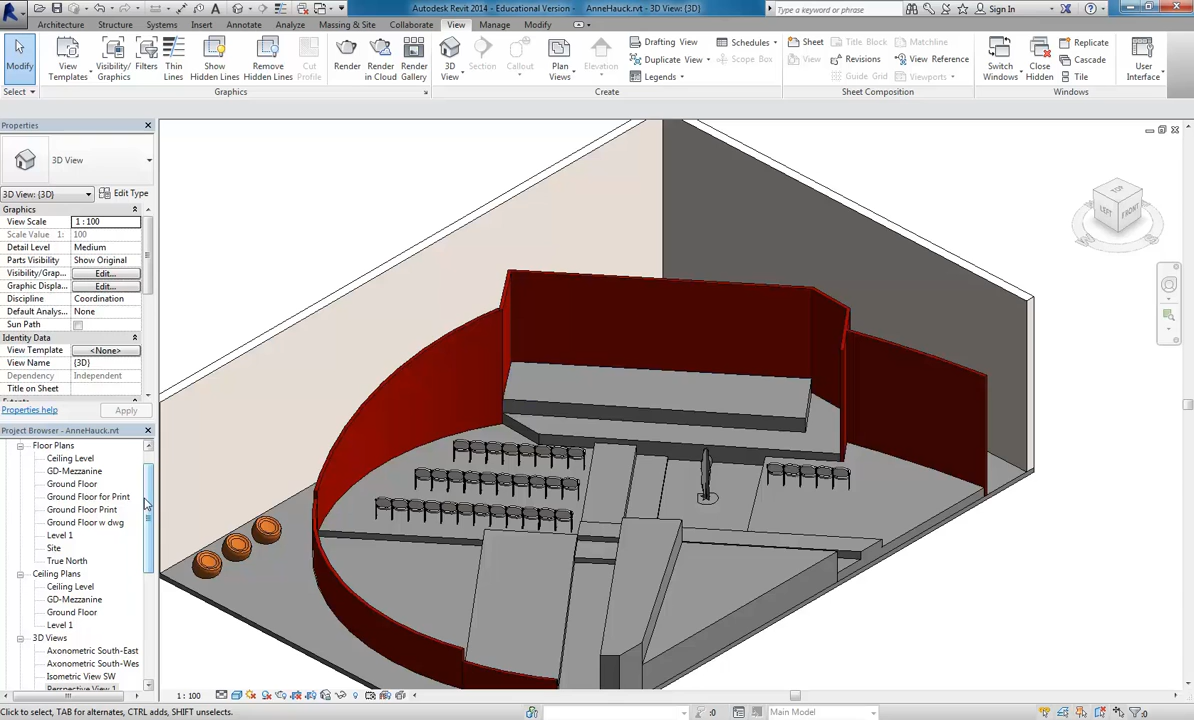 Autodesk Revit 2014 - Educational Version - AnneHauck.rvt - 3D View: {3D}
Type a keyword or phrase
Sign In
Architecture Structure Systems Insert Annotate Analyze Massing & Site Collaborate View Manage Modify
Modify
View Templates
Visibility/ Graphics
Filters
Thin Lines
Show Hidden Lines
Remove Hidden Lines
Cut Profile
Render
Render in Cloud
Render Gallery
3D View
Section
Callout
Plan Views
Elevation
Drafting View
Duplicate View
Legends
Schedules
Scope Box
Sheet
View
Title Block
Revisions
Guide Grid
Matchline
View Reference
Viewports
Switch Windows
Close Hidden
Replicate
Cascade
Tile
User Interface
Select
Graphics
Create
Sheet Composition
Windows
Properties
3D View
3D View: {3D}
Edit Type
Graphics
View Scale 1 : 100
Scale Value 1: 100
Detail Level Medium
Parts Visibility Show Original
Visibility/Grap... Edit...
Graphic Displa... Edit...
Discipline Coordination
Default Analys... None
Sun Path
Identity Data
View Template <None>
View Name {3D}
Dependency Independent
Title on Sheet
Properties help
Apply
Project Browser - AnneHauck.rvt
Floor Plans
Ceiling Level
GD-Mezzanine
Ground Floor
Ground Floor for Print
Ground Floor Print
Ground Floor w dwg
Level 1
Site
True North
Ceiling Plans
Ceiling Level
GD-Mezzanine
Ground Floor
Level 1
3D Views
Axonometric South-East
Axonometric South-Wes
Isometric View SW
Perspective View 1
TOP
LEFT
FRONT
W
S
1 : 100
Click to select, TAB for alternates, CTRL adds, SHIFT unselects.
:0
Main Model
:0